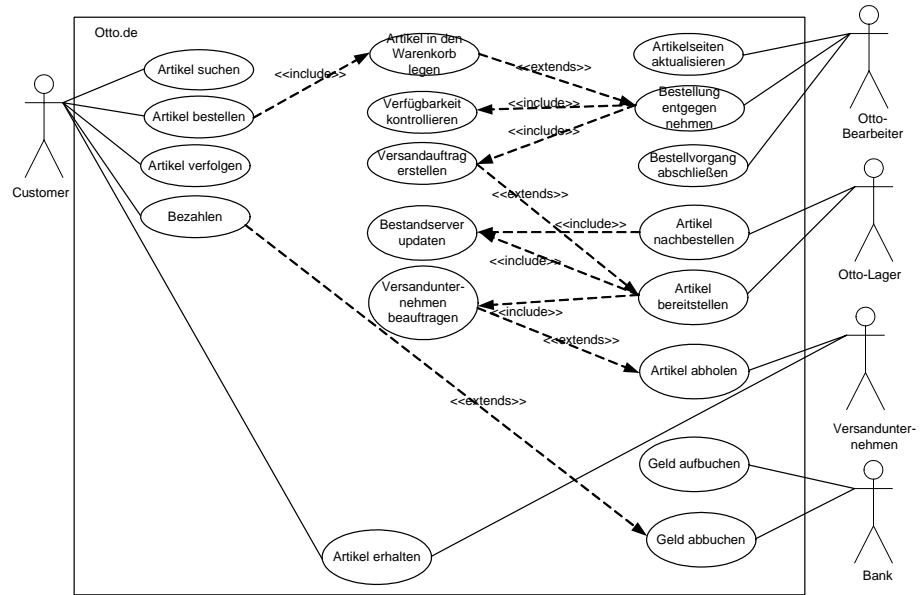 Otto.de
Artikel in den
Warenkorb
legen
Artikelseiten
aktualisieren
Artikel suchen
<<include>>
<<extends>>
Artikel bestellen
Verfügbarkeit
kontrollieren
<<include>>
Bestellung
entgegen
nehmen
Otto-
Bearbeiter
<<include>>
Artikel verfolgen
Versandauftrag
erstellen
Bestellvorgang
abschließen
Customer
<<extends>>
Bezahlen
Bestandserver
updaten
<<include>>
Artikel
nachbestellen
<<include>>
Otto-Lager
Versandunter-
nehmen
beauftragen
Artikel
bereitstellen
<<include>>
<<extends>>
Artikel abholen
<<extends>>
Versandunter-
nehmen
Geld aufbuchen
Geld abbuchen
Artikel erhalten
Bank